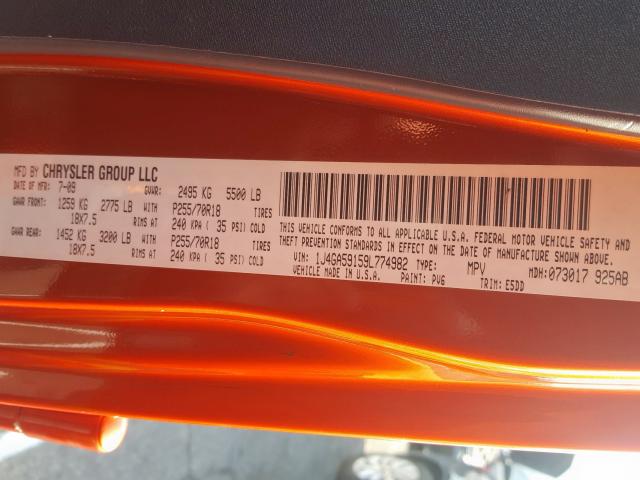 MFD BY CHRYSLER GROUP LLC
DATE OF MFR: 7-09 GVWR: 2495 KG 5500 LB
GAWR FRONT: 1259 KG 2775 LB P255/70R18 TIRES
18X7.5 RIMS AT 240 KPA ( 35 PSI) COLD
GAWR REAR: 1452 KG 3200 LB P255/70R18 TIRES
18X7.5 RIMS AT 240 KPA ( 35 PSI) COLD
THIS VEHICLE CONFORMS TO ALL APPLICABLE U.S.A. FEDERAL MOTOR VEHICLE SAFETY AND
THEFT PREVENTION STANDARDS IN EFFECT ON THE DATE OF MANUFACTURE SHOWN ABOVE.
VIN: 1J4GA59159L774982 TYPE: MPV MDH: 073017 925AB
VEHICLE MADE IN U.S.A. PAINT: PV6 TRIM: E5DD